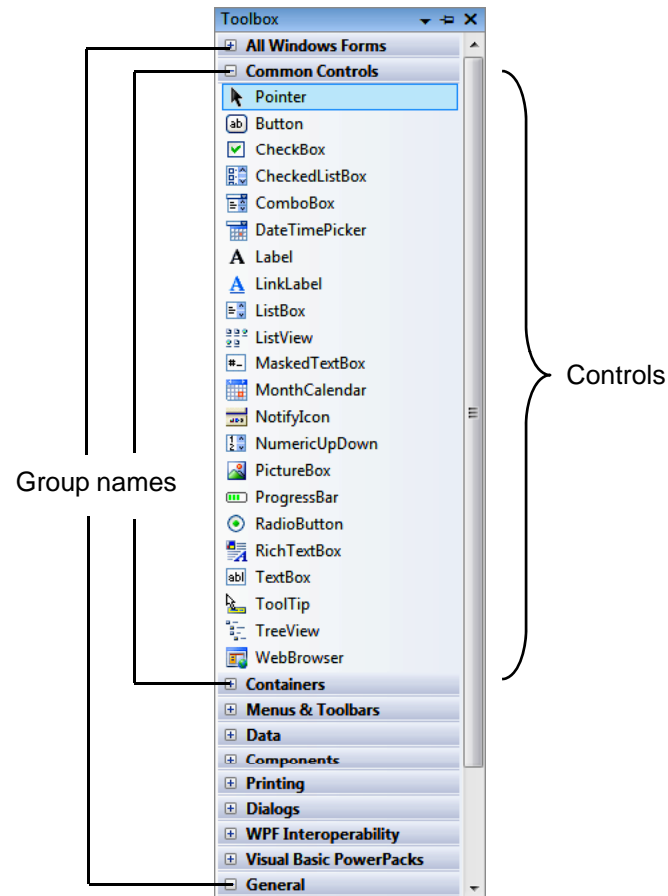 Toolbox
All Windows Forms
Common Controls
Pointer
Button
CheckBox
CheckedListBox
ComboBox
DateTimePicker
Label
LinkLabel
ListBox
ListView
MaskedTextBox
MonthCalendar
NotifyIcon
NumericUpDown
PictureBox
ProgressBar
RadioButton
RichTextBox
TextBox
ToolTip
TreeView
WebBrowser
Containers
Menus & Toolbars
Data
Components
Printing
Dialogs
WPF Interoperability
Visual Basic PowerPacks
General
Group names
Controls